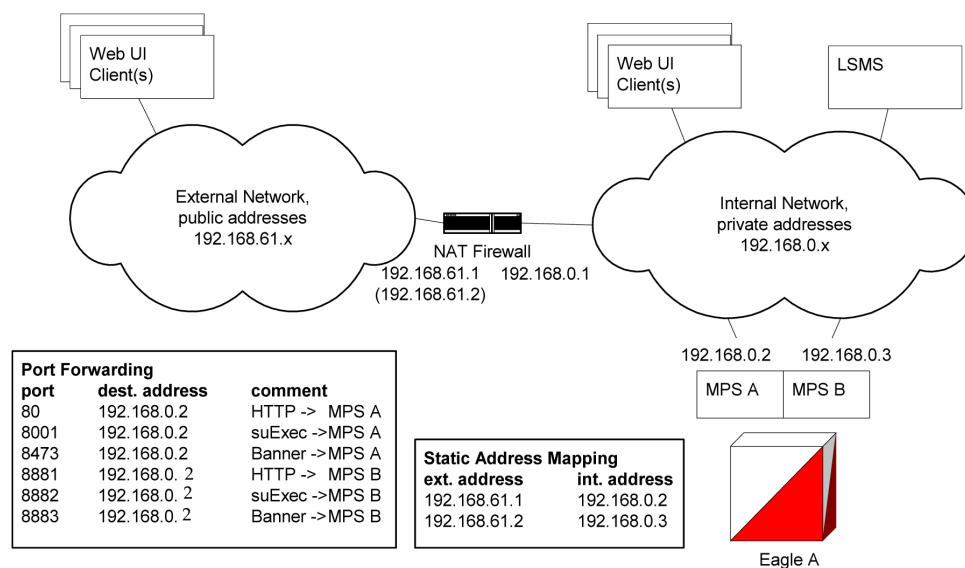 Web UI
Client(s)
Web UI
Client(s)
LSMS
External Network,
public addresses
192.168.61.x
Internal Network,
private addresses
192.168.0.x
NAT Firewall
192.168.61.1 192.168.0.1
(192.168.61.2)
192.168.0.2 192.168.0.3
MPS A MPS B
Port Forwarding
port dest. address comment
80 192.168.0.2 HTTP -> MPS A
8001 192.168.0.2 suExec ->MPS A
8473 192.168.0.2 Banner ->MPS A
8881 192.168.0. 2 HTTP -> MPS B
8882 192.168.0. 2 suExec ->MPS B
8883 192.168.0. 2 Banner ->MPS B
Static Address Mapping
ext. address int. address
192.168.61.1 192.168.0.2
192.168.61.2 192.168.0.3
Eagle A